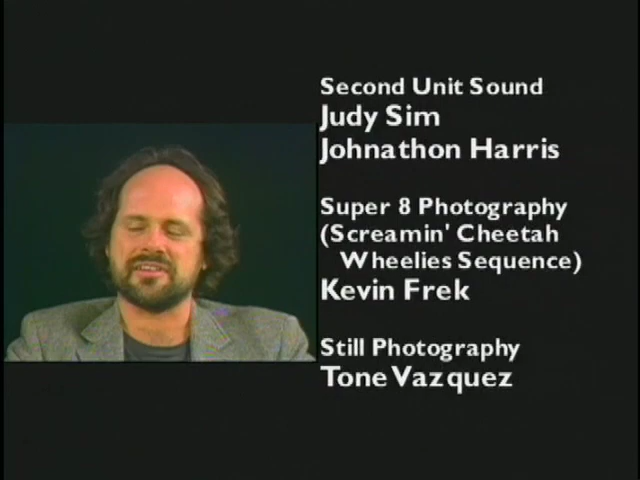 Second Unit Sound
Judy Sim
Johnathon Harris
Super 8 Photography
(Screamin' Cheetah
Wheelies Sequence)
Kevin Frek
Still Photography
Tone Vazquez